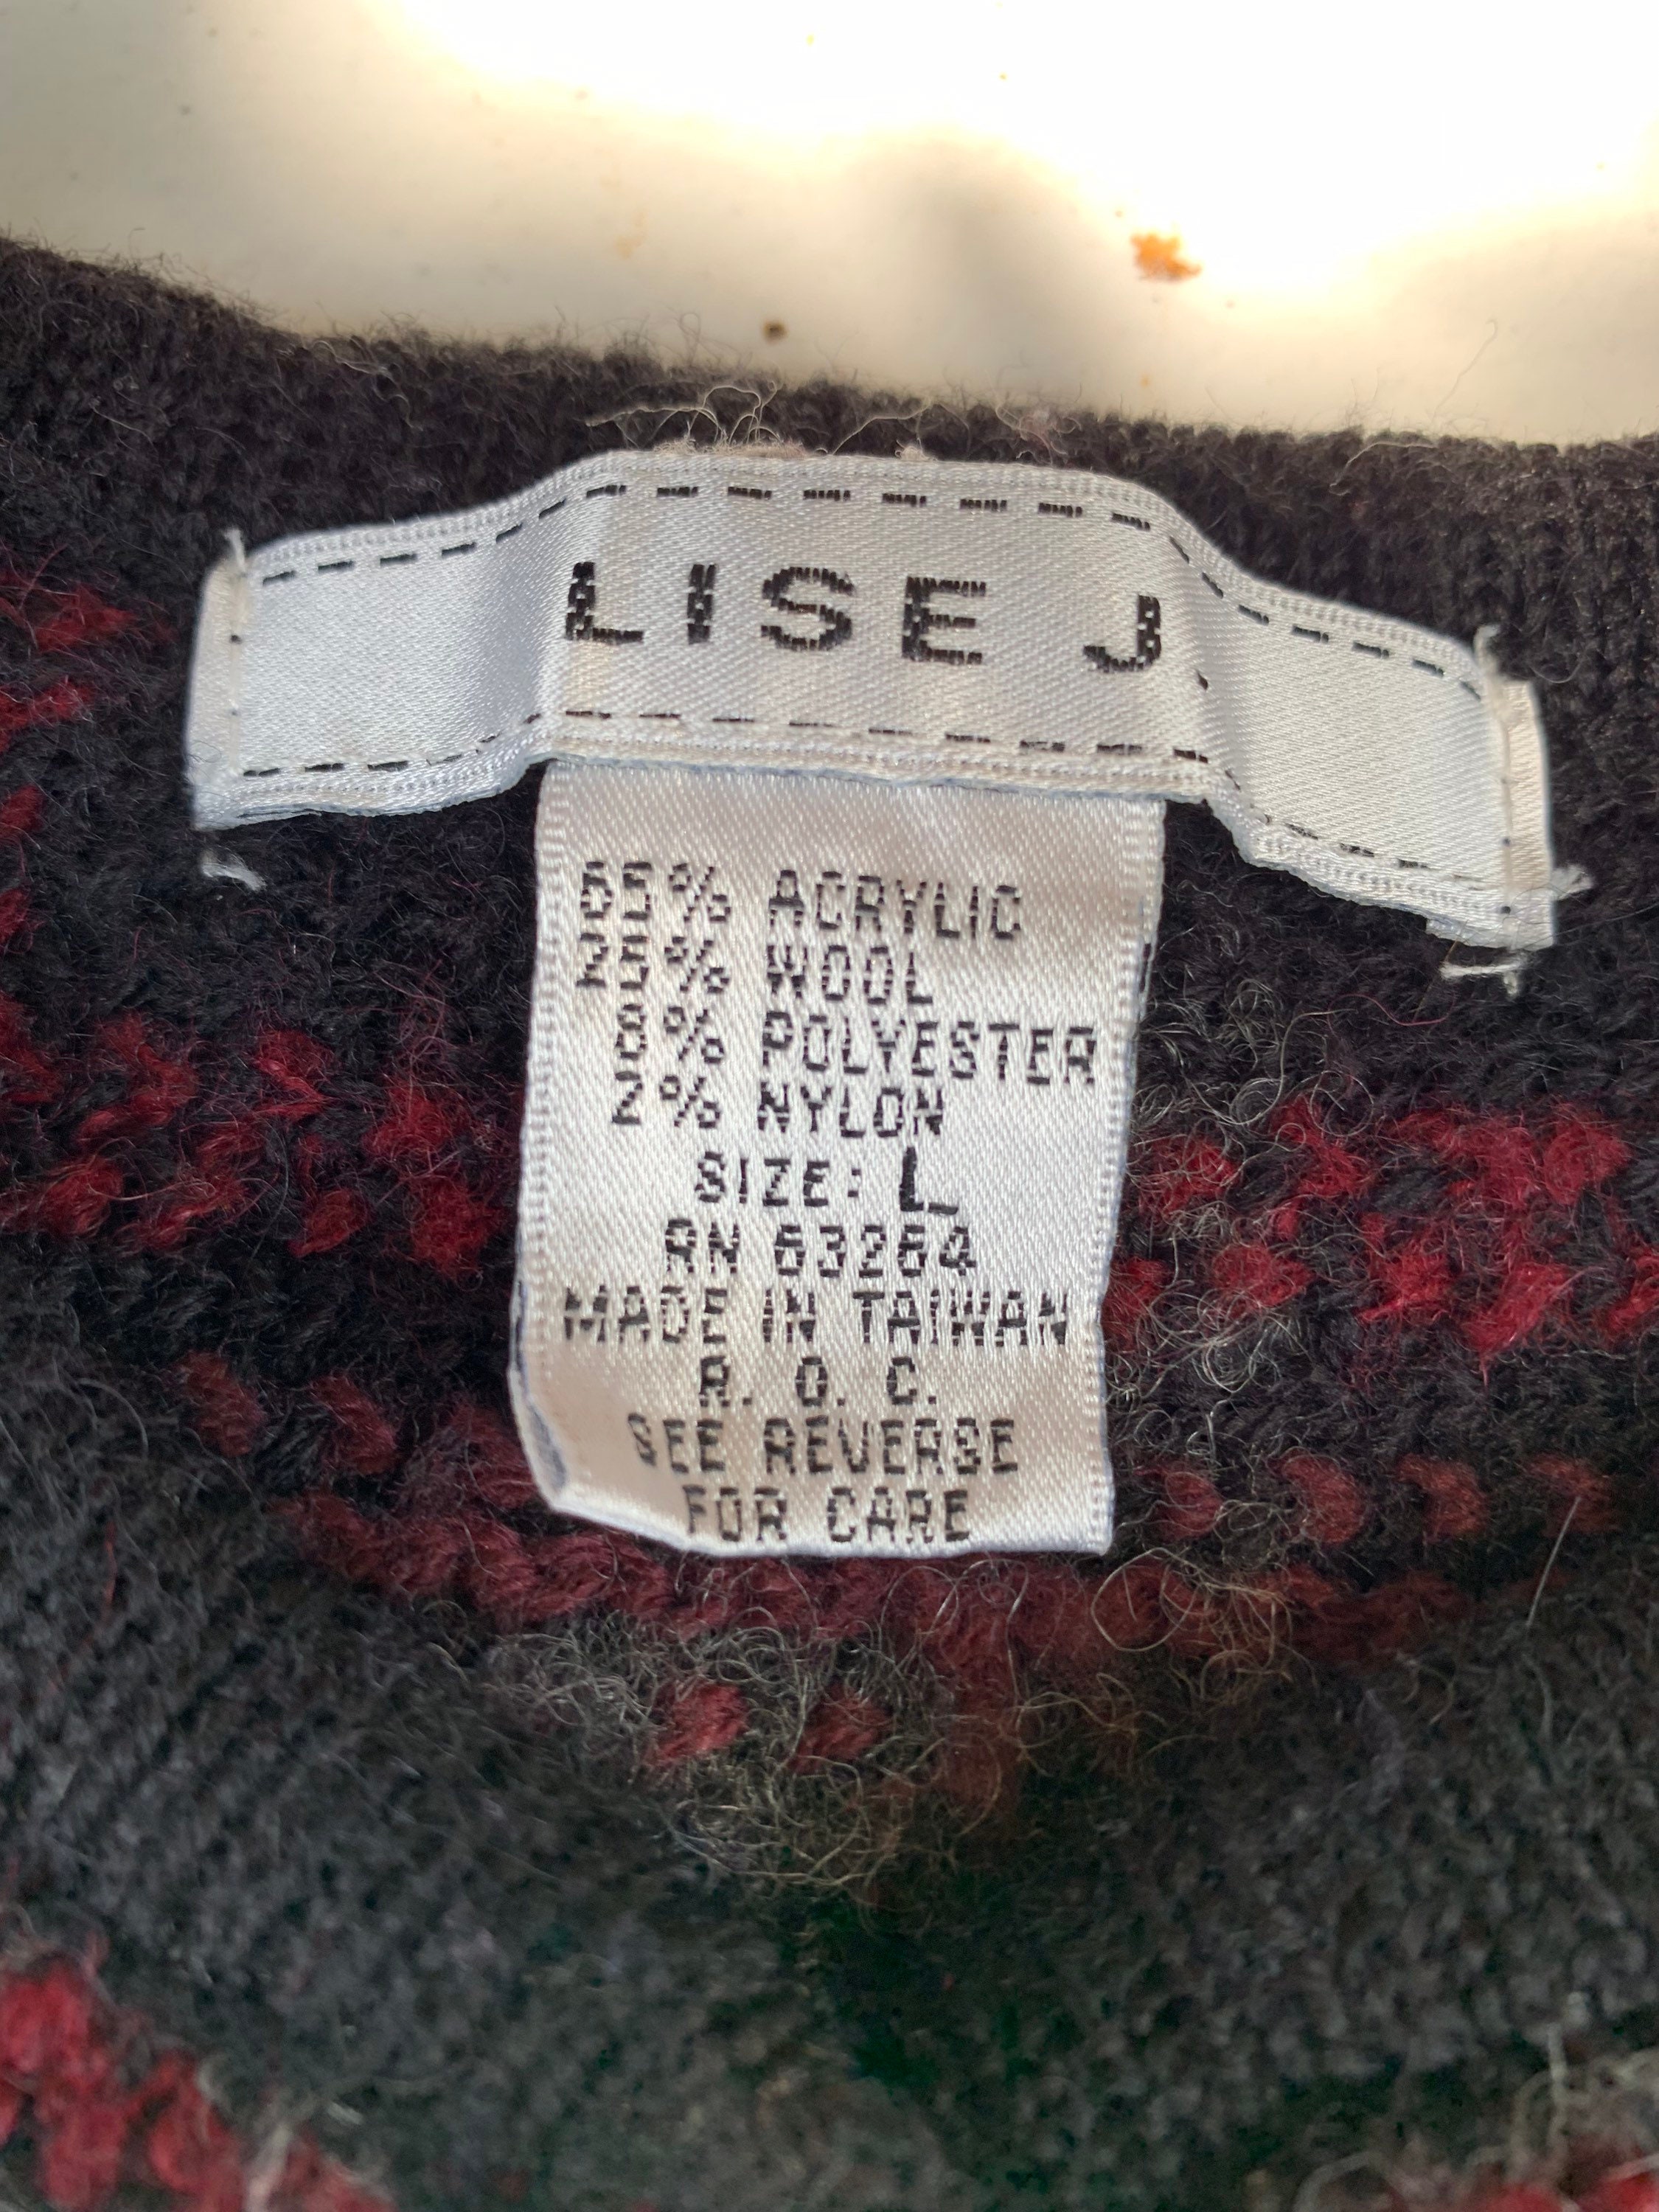 LISE J.
65% ACRYLIC
25% WOOL
8% POLYESTER
2% NYLON
SIZE: L
RN 63264
MADE IN TAIWAN
R. O. C.
SEE REVERSE
FOR CARE